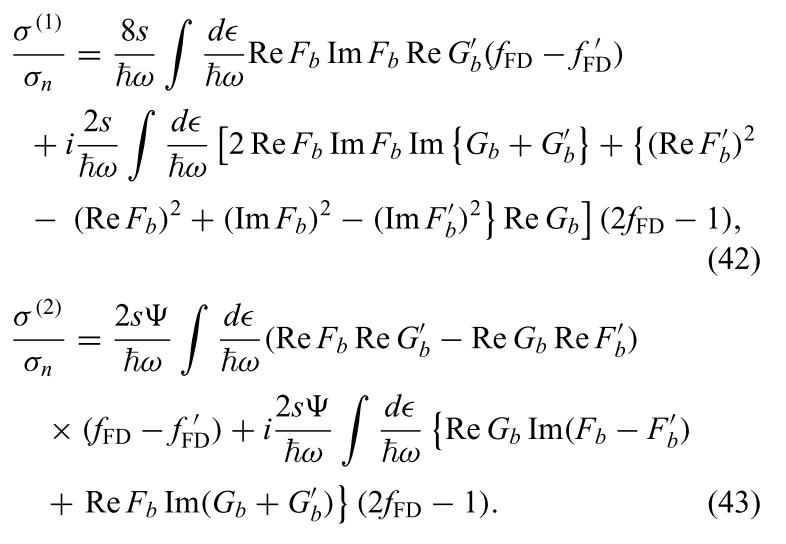 σ⁽¹⁾/σₙ = 8s/ħω ∫ dϵ/ħω Re F_b Im F_b Re G′_b(f_FD − f′_FD)
+ i 2s/ħω ∫ dϵ/ħω [2 Re F_b Im F_b Im {G_b + G′_b} + {(Re F′_b)²
− (Re F_b)² + (Im F_b)² − (Im F′_b)²} Re G_b] (2f_FD − 1),
(42)
σ⁽²⁾/σₙ = 2sΨ/ħω ∫ dϵ/ħω (Re F_b Re G′_b − Re G_b Re F′_b)
× (f_FD − f′_FD) + i 2sΨ/ħω ∫ dϵ/ħω {Re G_b Im(F_b − F′_b)
+ Re F_b Im(G_b + G′_b)} (2f_FD − 1). (43)